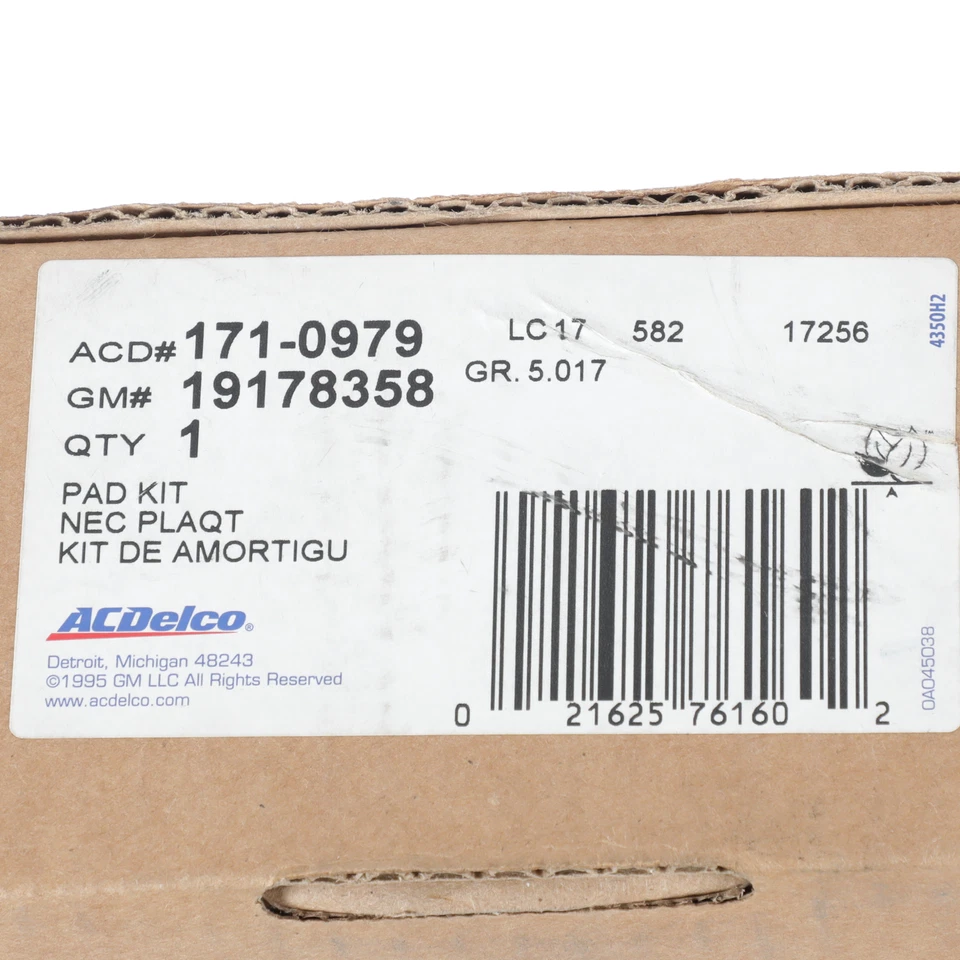 ACD# 171-0979
LC 17 582 17256
GM# 19178358
GR. 5.017
QTY 1
PAD KIT
NEC PLAQT
KIT DE AMORTIGU
ACDelco®
Detroit, Michigan 48243
©1995 GM LLC All Rights Reserved
www.acdelco.com
0 21625 76160 2
4350H2
0A045038